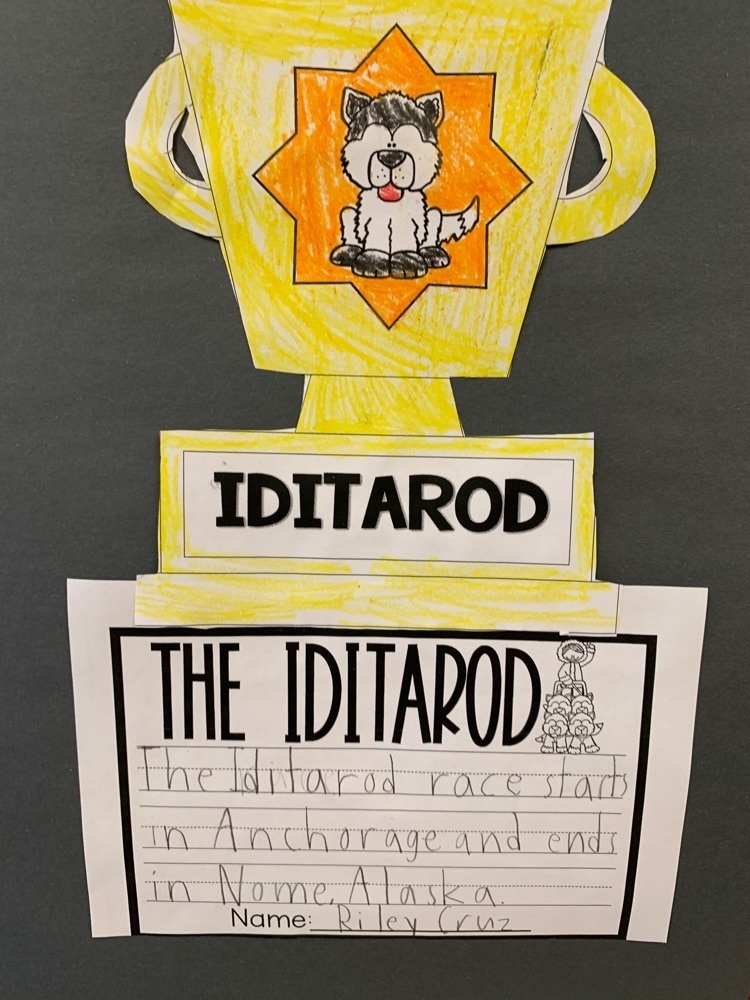 IDITAROD
THE IDITAROD
The Iditarod race starts
in Anchorage and ends
in Nome, Alaska.
Name: Riley Cruz